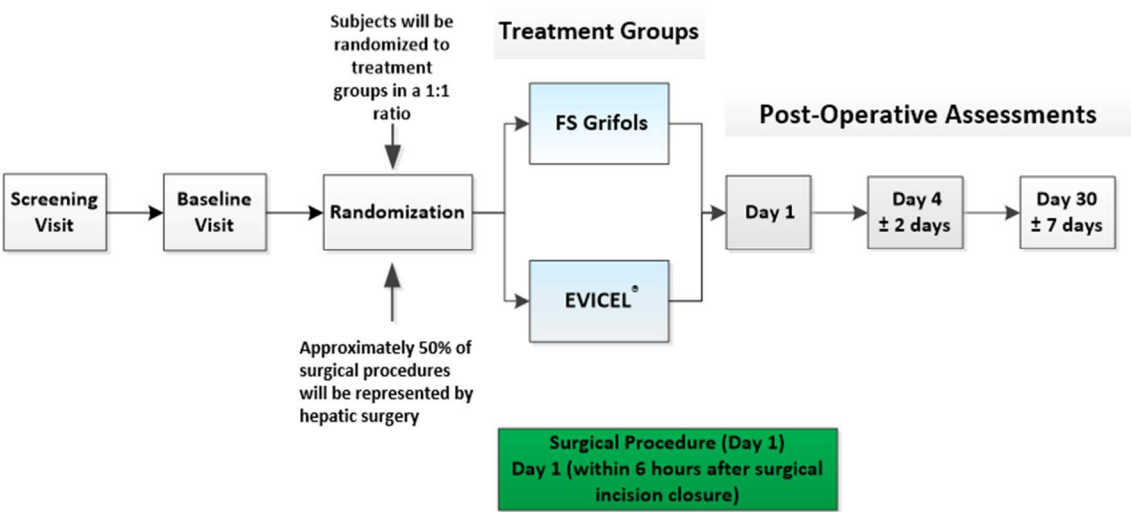 Subjects will be
randomized to
treatment
groups in a 1:1
ratio
Treatment Groups
Post-Operative Assessments
Screening
Visit
Baseline
Visit
Randomization
FS Grifols
EVICEL®
Day 1
Day 4
± 2 days
Day 30
± 7 days
Approximately 50% of
surgical procedures
will be represented by
hepatic surgery
Surgical Procedure (Day 1)
Day 1 (within 6 hours after surgical
incision closure)